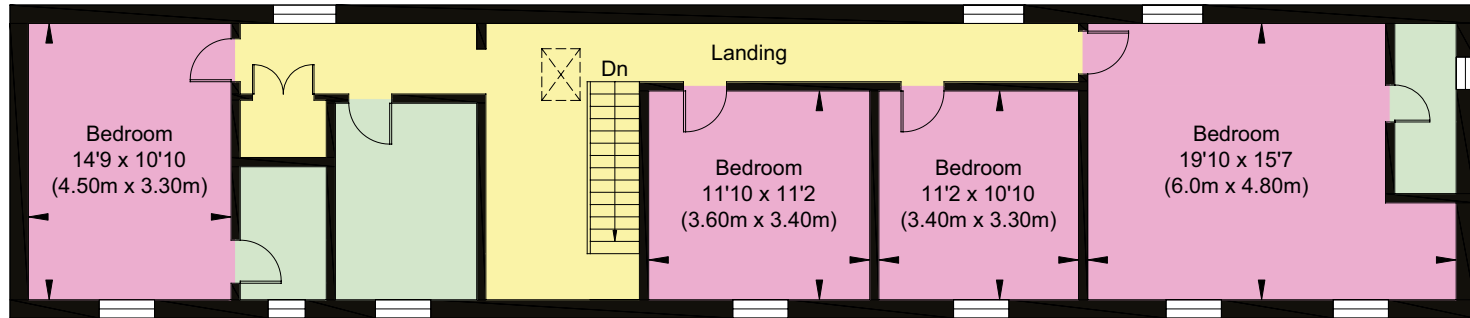 Landing
Dn
x
Bedroom
14'9 x 10'10
(4.50m x 3.30m)
Bedroom
11'10 x 11'2
(3.60m x 3.40m)
Bedroom
11'2 x 10'10
(3.40m x 3.30m)
Bedroom
19'10 x 15'7
(6.0m x 4.80m)